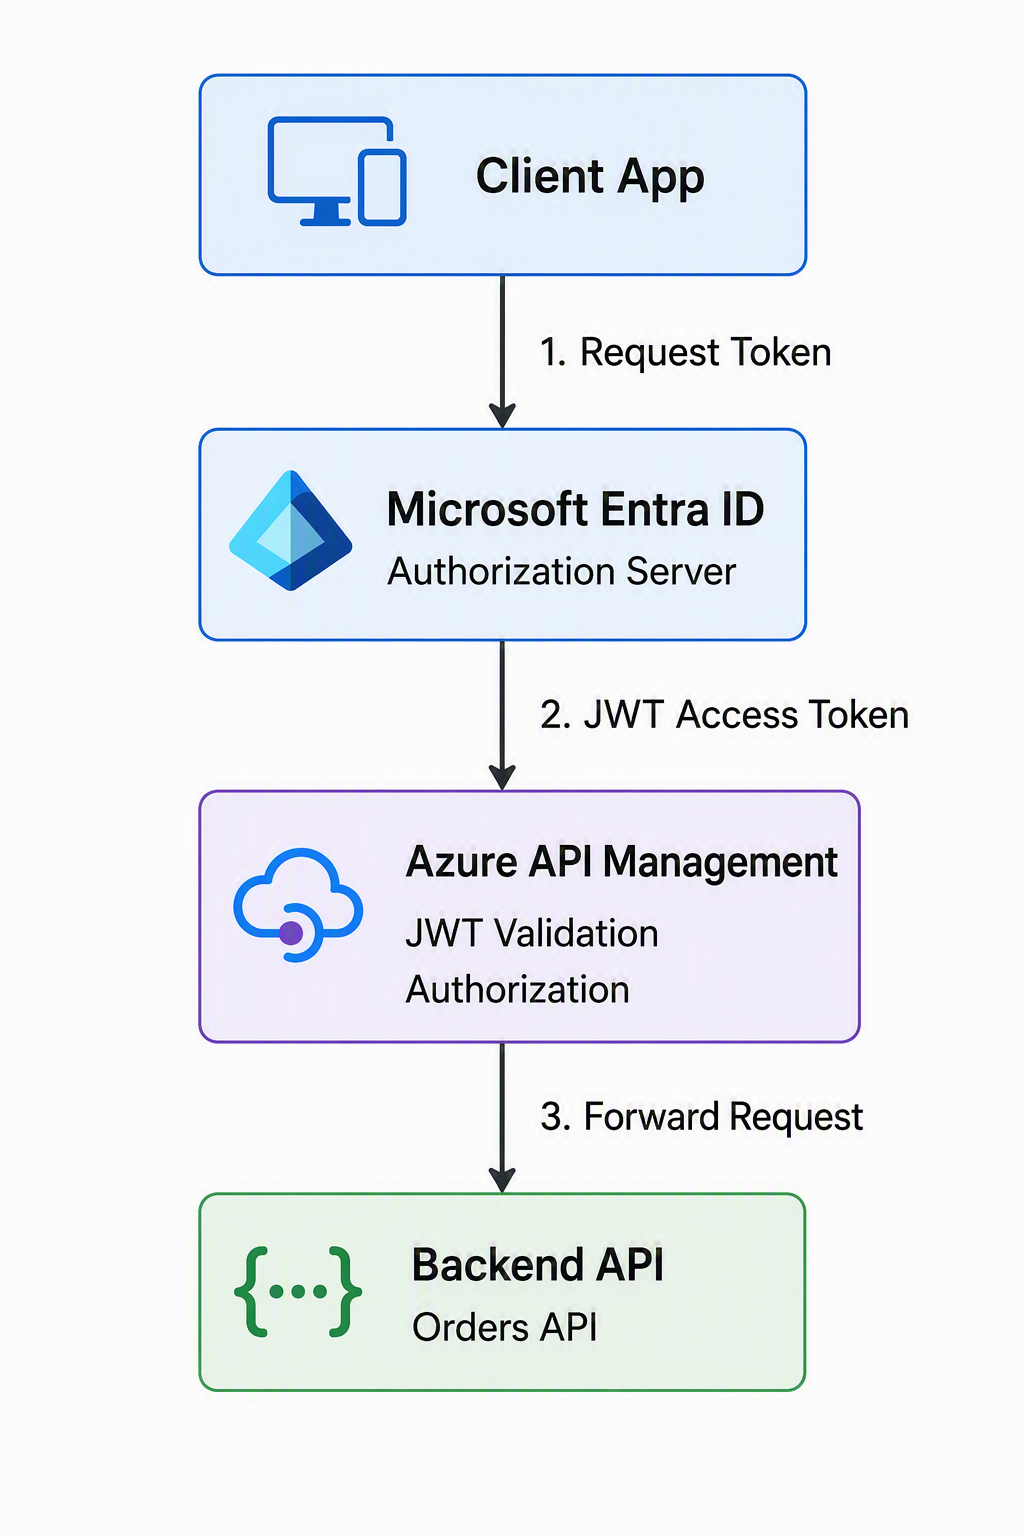 Client App
1. Request Token
Microsoft Entra ID
Authorization Server
2. JWT Access Token
Azure API Management
JWT Validation
Authorization
3. Forward Request
{...}
Backend API
Orders API